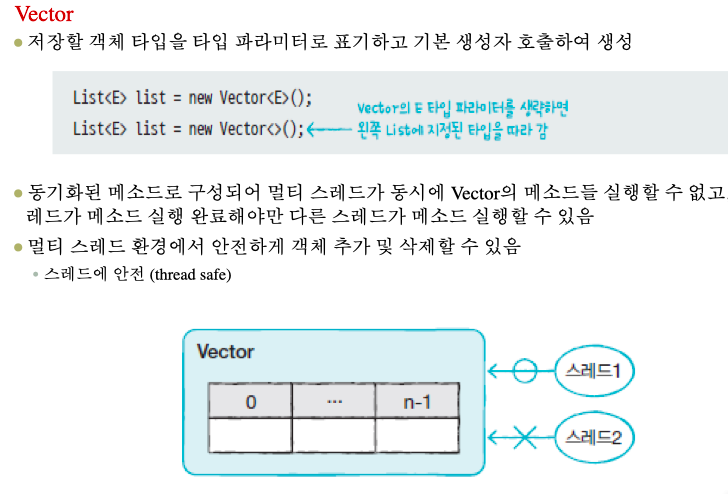 Vector
저장할 객체 타입을 타입 파라미터로 표기하고 기본 생성자 호출하여 생성
List<E> list = new Vector<E>();
List<E> list = new Vector<>();
Vector의 E 타입 파라미터를 생략하면
왼쪽 List에 지정된 타입을 따라 감
동기화된 메소드로 구성되어 멀티 스레드가 동시에 Vector의 메소드들 실행할 수 없고
레드가 메소드 실행 완료해야만 다른 스레드가 메소드 실행할 수 있음
멀티 스레드 환경에서 안전하게 객체 추가 및 삭제할 수 있음
스레드에 안전 (thread safe)
Vector
0 ... n-1
스레드1
스레드2